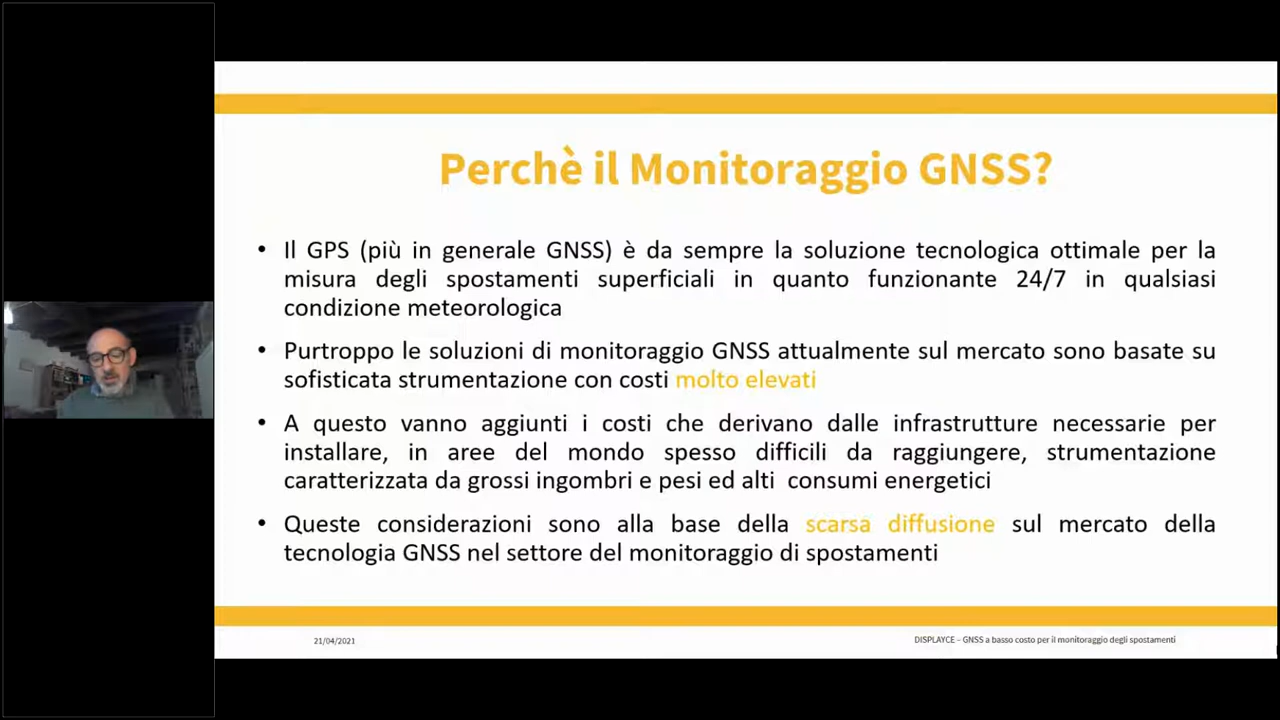 Perchè il Monitoraggio GNSS?
• Il GPS (più in generale GNSS) è da sempre la soluzione tecnologica ottimale per la
misura degli spostamenti superficiali in quanto funzionante 24/7 in qualsiasi
condizione meteorologica
• Purtroppo le soluzioni di monitoraggio GNSS attualmente sul mercato sono basate su
sofisticata strumentazione con costi molto elevati
• A questo vanno aggiunti i costi che derivano dalle infrastrutture necessarie per
installare, in aree del mondo spesso difficili da raggiungere, strumentazione
caratterizzata da grossi ingombri e pesi ed alti  consumi energetici
• Queste considerazioni sono alla base della scarsa diffusione sul mercato della
tecnologia GNSS nel settore del monitoraggio di spostamenti
21/04/2021
DISPLAYCE – GNSS a basso costo per il monitoraggio degli spostamenti